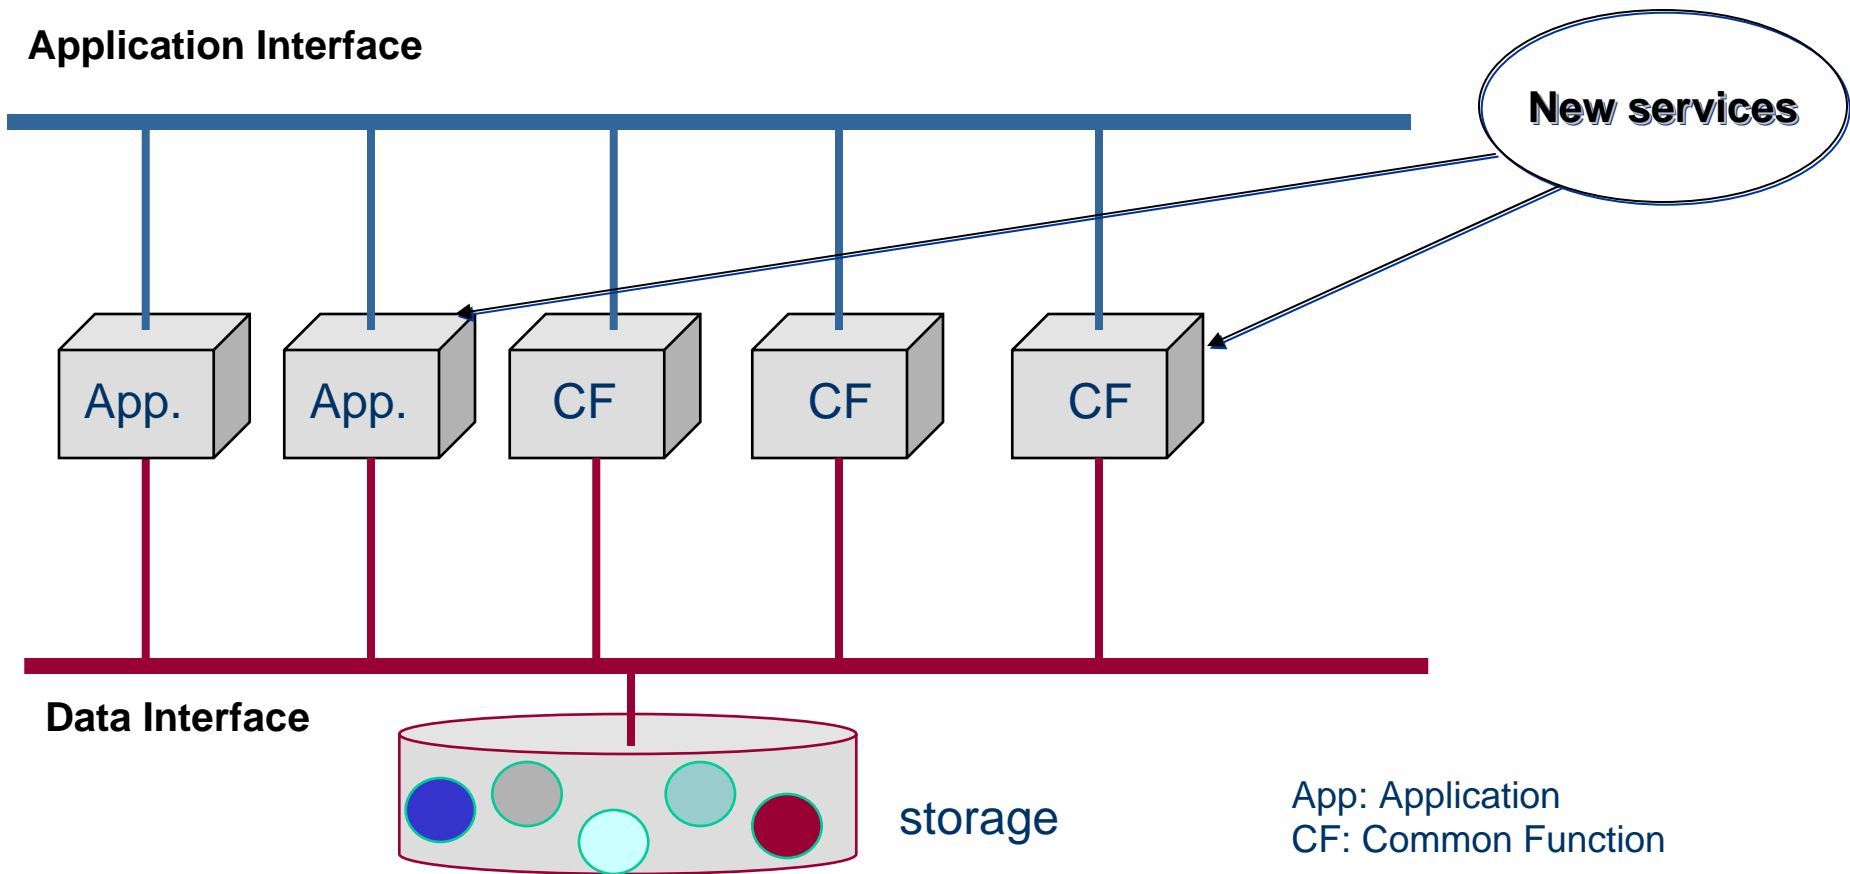 Application Interface
New services
App.
App.
CF
CF
CF
Data Interface
storage
App: Application
CF: Common Function